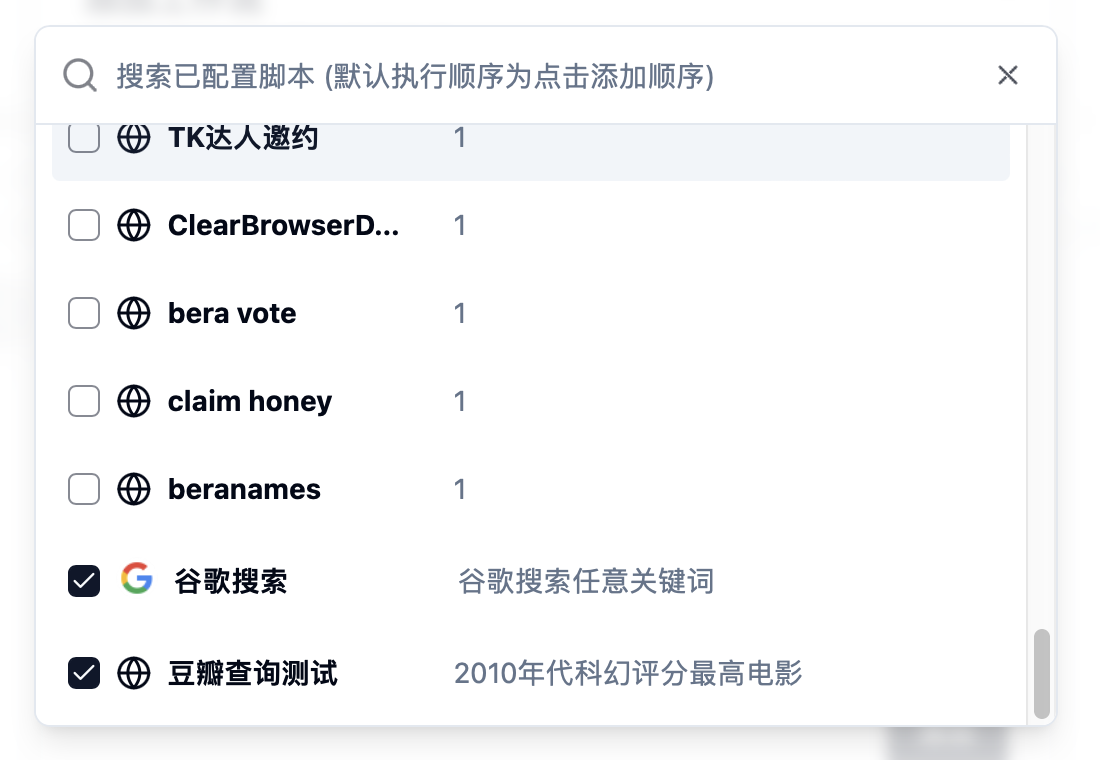 搜索已配置脚本 (默认执行顺序为点击添加顺序)
TK达人邀约 1
ClearBrowserD... 1
bera vote 1
claim honey 1
beranames 1
谷歌搜索 谷歌搜索任意关键词
豆瓣查询测试 2010年代科幻评分最高电影